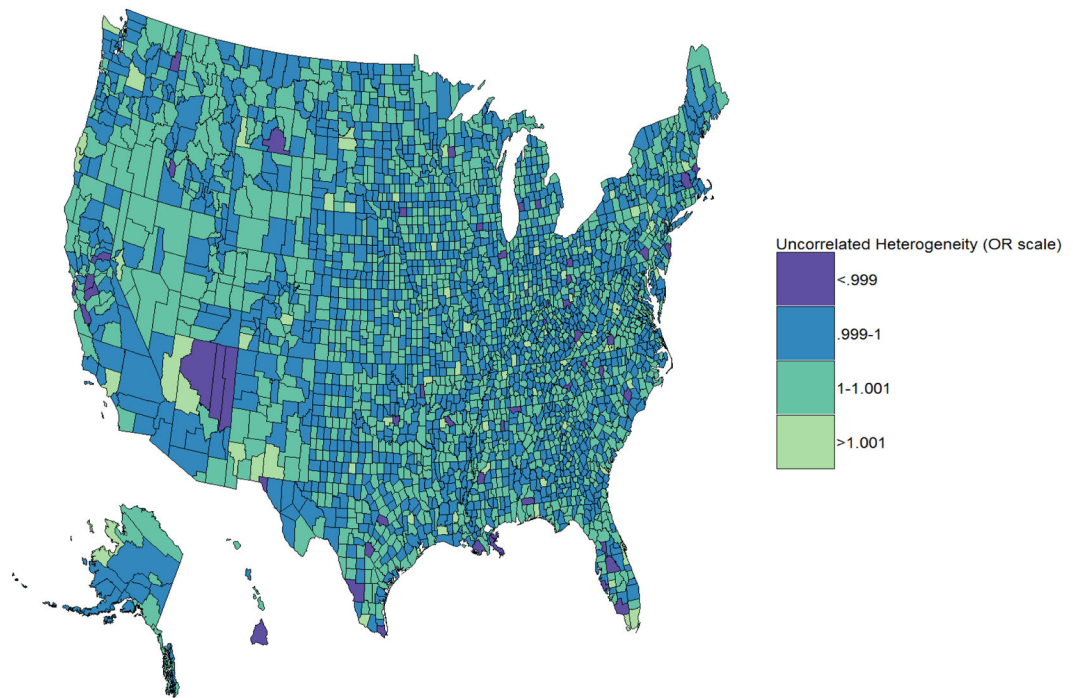 Uncorrelated Heterogeneity (OR scale)
<.999
.999-1
1-1.001
>1.001